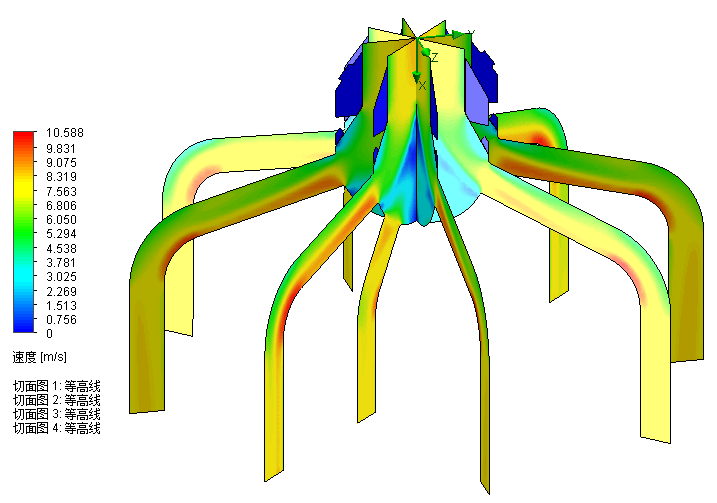 Y
Z
X
10.588
9.831
9.075
8.319
7.563
6.806
6.050
5.294
4.538
3.781
3.025
2.269
1.513
0.756
0
速度 [m/s]
切面图 1: 等高线
切面图 2: 等高线
切面图 3: 等高线
切面图 4: 等高线